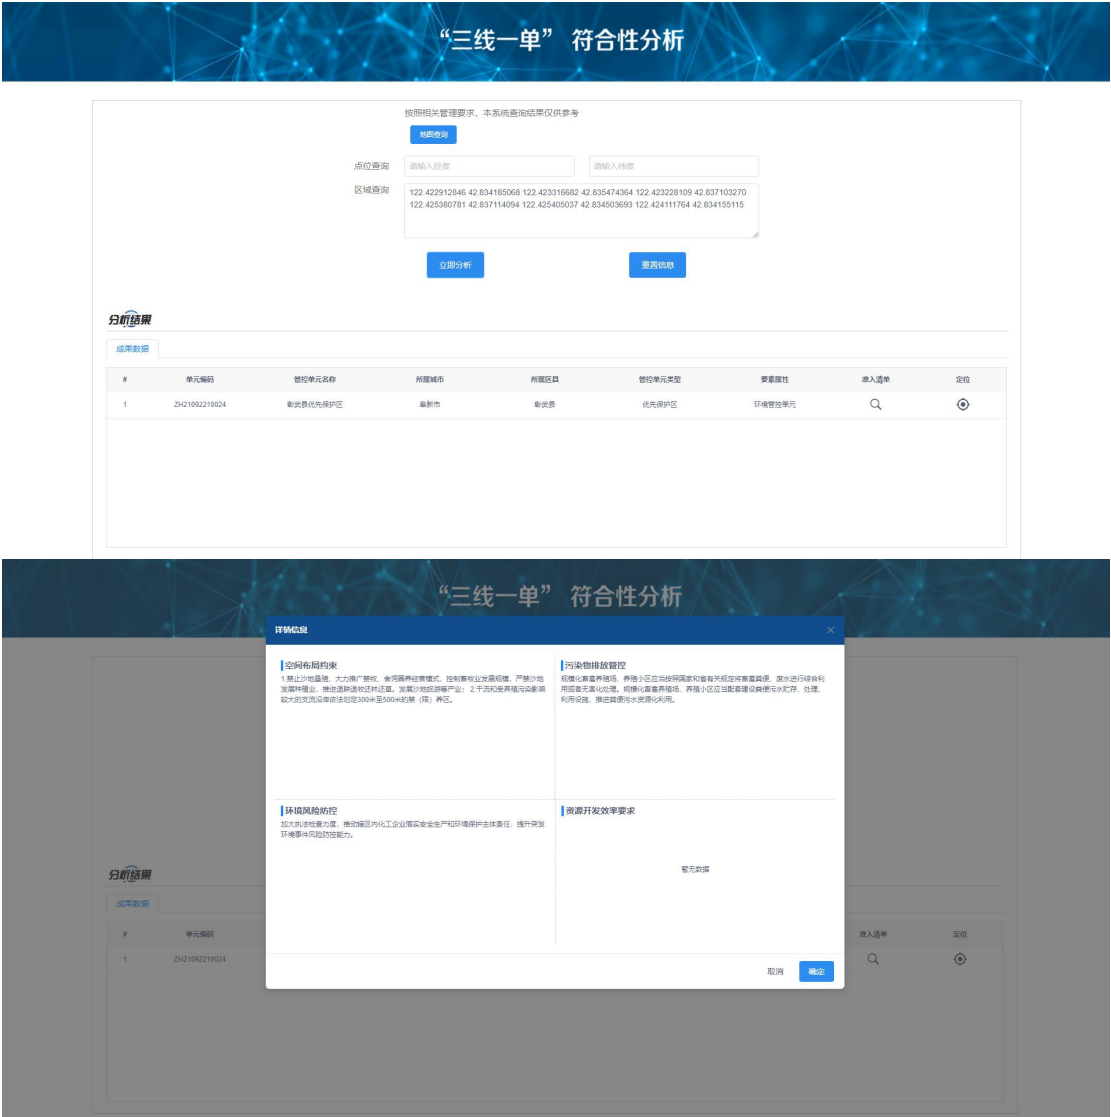 “三线一单” 符合性分析
按照相关管理要求，本系统查询结果仅供参考
地图查询
点位查询 请输入经度 请输入纬度
区域查询 122.422912846 42.834185068 122.423316682 42.835474364 122.423228109 42.837103270
122.425380781 42.837114094 122.425405037 42.834503693 122.424111764 42.834155115
立即分析 重置信息
分析结果
成果数据
# 单元编码 管控单元名称 所属城市 所属区县 管控单元类型 要素属性 准入清单 定位
1 ZH21092210024 彰武县优先保护区 阜新市 彰武县 优先保护区 环境管控单元
“三线一单” 符合性分析
详情信息
空间布局约束
1.禁止沙地垦殖，大力推广禁牧、舍饲圈养经营模式，控制畜牧业发展规模，严禁沙地
发展种植业，推进退耕退牧还林还草。发展沙地旅游等产业； 2.干流和受养殖污染影响
较大的支流沿岸依法划定300米至500米的禁（限）养区。
污染物排放管控
规模化畜禽养殖场、养殖小区应当按照国家和省有关规定将畜禽粪便、废水进行综合利
用或者无害化处理。规模化畜禽养殖场、养殖小区应当配套建设粪便污水贮存、处理、
利用设施，推进粪便污水资源化利用。
环境风险防控
加大执法检查力度，推动辖区内化工企业落实安全生产和环境保护主体责任，提升突发
环境事件风险防控能力。
资源开发效率要求
暂无数据
分析结果
成果数据
# 单元编码 准入清单 定位
1 ZH21092210024
取消 确定